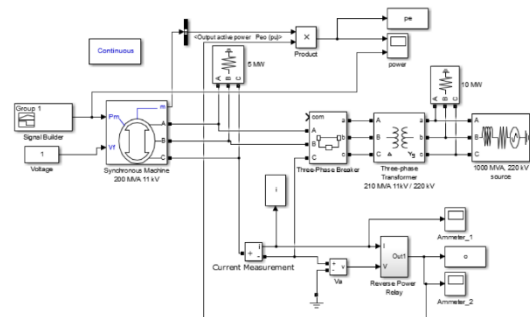 pe
<Output active power Peo (pu)>
×
Product
power
Continuous
5 MW
10 MW
A B C
A B C
Group 1
Signal Builder
Pm
m
Vf
A
B
C
1
Voltage
Synchronous Machine
200 MVA 11 kV
com
A
B
C
a
b
c
Three-Phase Breaker
A
B
C
a
b
c
Δ
Yg
Three-phase
Transformer
210 MVA 11kV / 220 kV
A
B
C
1000 MVA, 220 kV
source
i
i
+
-
Current Measurement
+
-
v
Va
I
V
Out1
Reverse Power
Relay
Ammeter_1
o
Ammeter_2